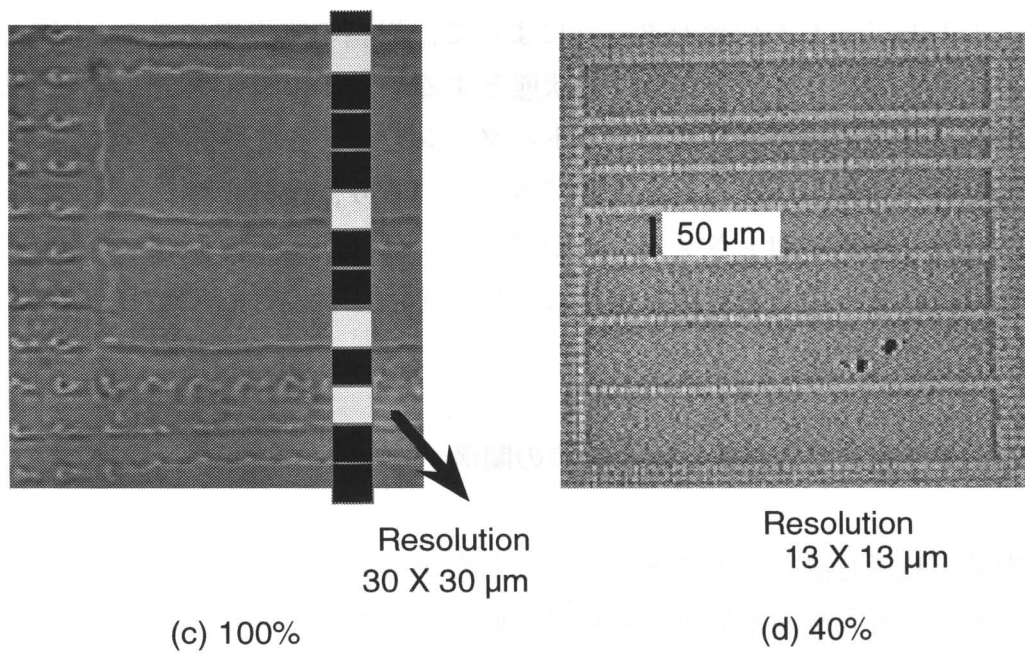 50 μm
Resolution
30 X 30 μm
Resolution
13 X 13 μm
(c) 100%
(d) 40%